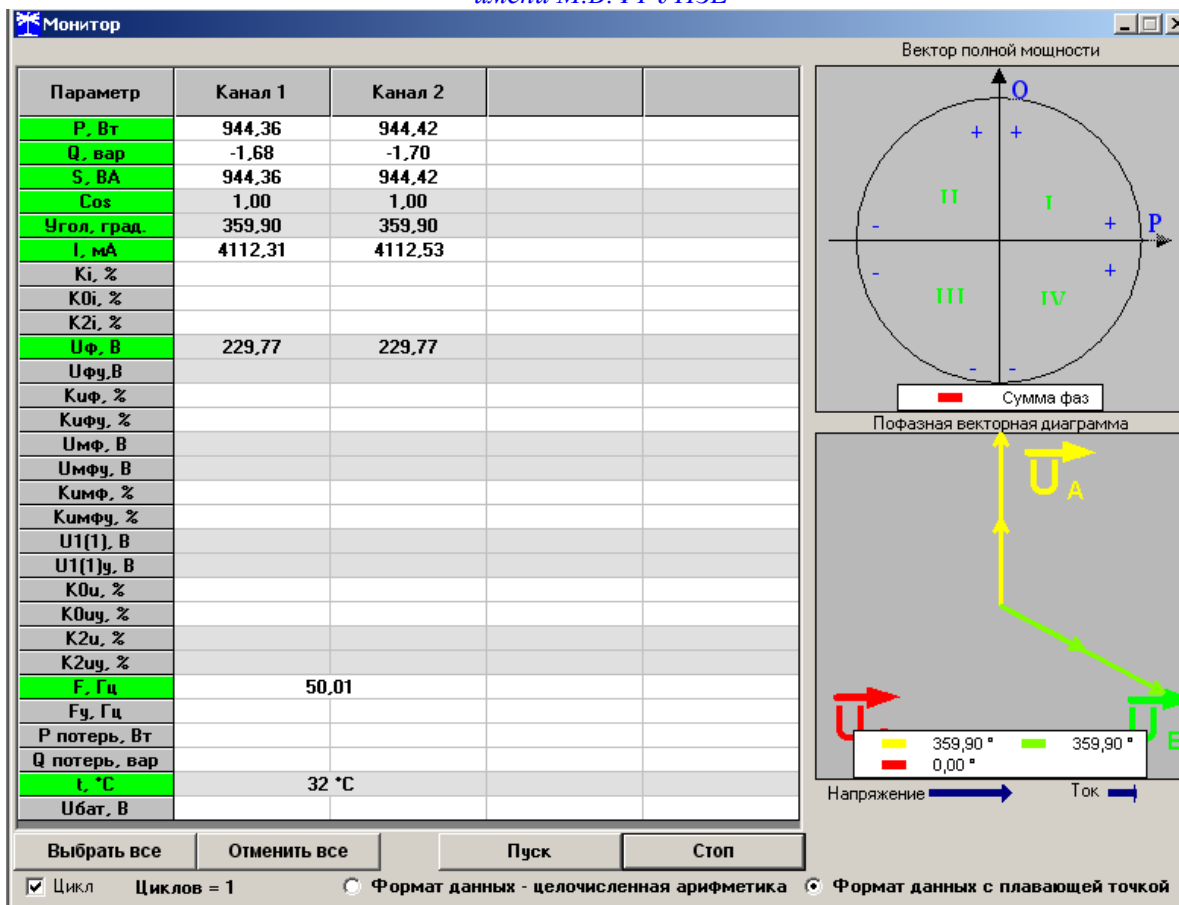 имени М.В.
Монитор
Вектор полной мощности
Параметр Канал 1 Канал 2
P, Вт 944,36 944,42
Q, вар -1,68 -1,70
S, ВА 944,36 944,42
Cos 1,00 1,00
Угол, град. 359,90 359,90
I, мА 4112,31 4112,53
Ki, %
K0i, %
K2i, %
Uф, В 229,77 229,77
Uфу,В
Kuф, %
Kuфу, %
Uмф, В
Uмфу, В
Kuмф, %
Kuмфу, %
U1(1), В
U1(1)у, В
K0u, %
K0uy, %
K2u, %
K2uy, %
F, Гц 50,01
Fy, Гц
P потерь, Вт
Q потерь, вар
t, °C 32 °C
Uбат, В
Q
+ +
II I
- + P
- +
III IV
- -
Сумма фаз
Пофазная векторная диаграмма
U A
U
U B
359,90 ° 359,90 °
0,00 °
Напряжение Ток
Выбрать все Отменить все Пуск Стоп
Цикл Циклов = 1 Формат данных - целочисленная арифметика Формат данных с плавающей точкой